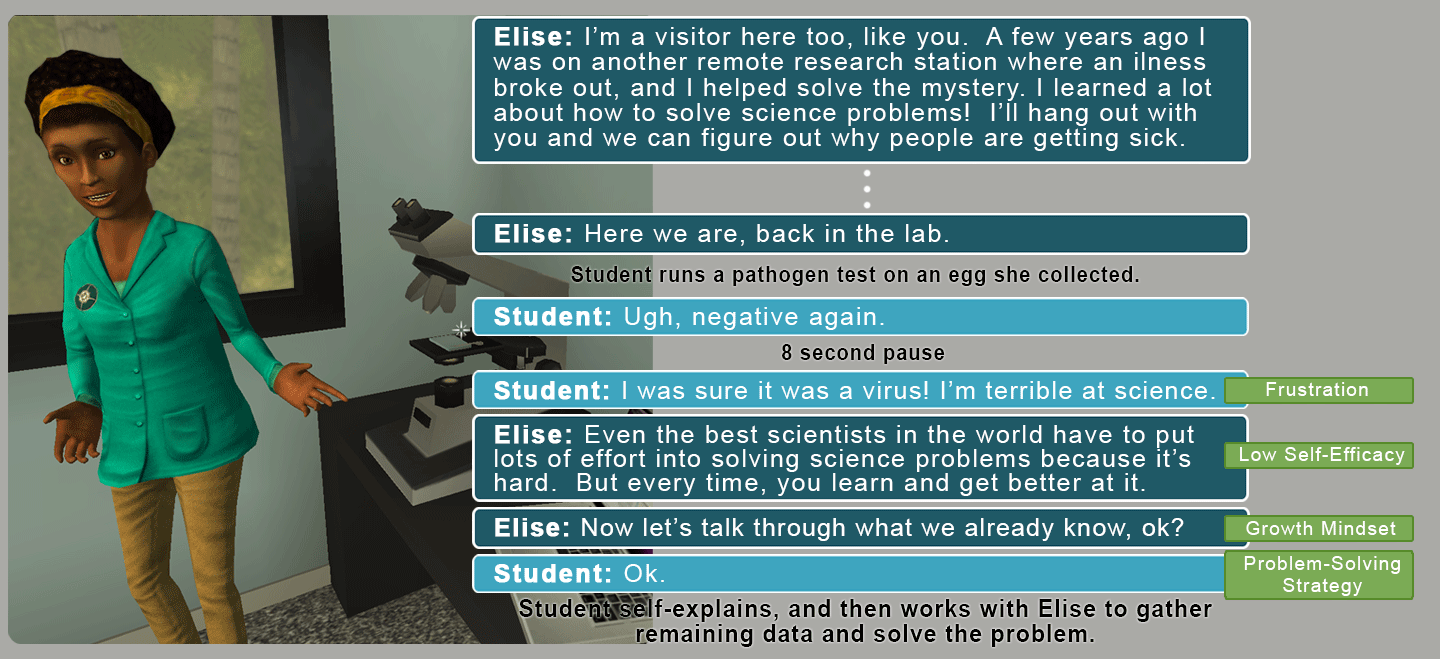 Elise: I'm a visitor here too, like you. A few years ago I
was on another remote research station where an ilness
broke out, and I helped solve the mystery. I learned a lot
about how to solve science problems! I'll hang out with
you and we can figure out why people are getting sick.
Elise: Here we are, back in the lab.
Student runs a pathogen test on an egg she collected.
Student: Ugh, negative again.
8 second pause
Student: I was sure it was a virus! I'm terrible at science.
Frustration
Elise: Even the best scientists in the world have to put
lots of effort into solving science problems because it's
hard. But every time, you learn and get better at it.
Low Self-Efficacy
Elise: Now let's talk through what we already know, ok?
Growth Mindset
Student: Ok.
Problem-Solving
Strategy
Student self-explains, and then works with Elise to gather
remaining data and solve the problem.